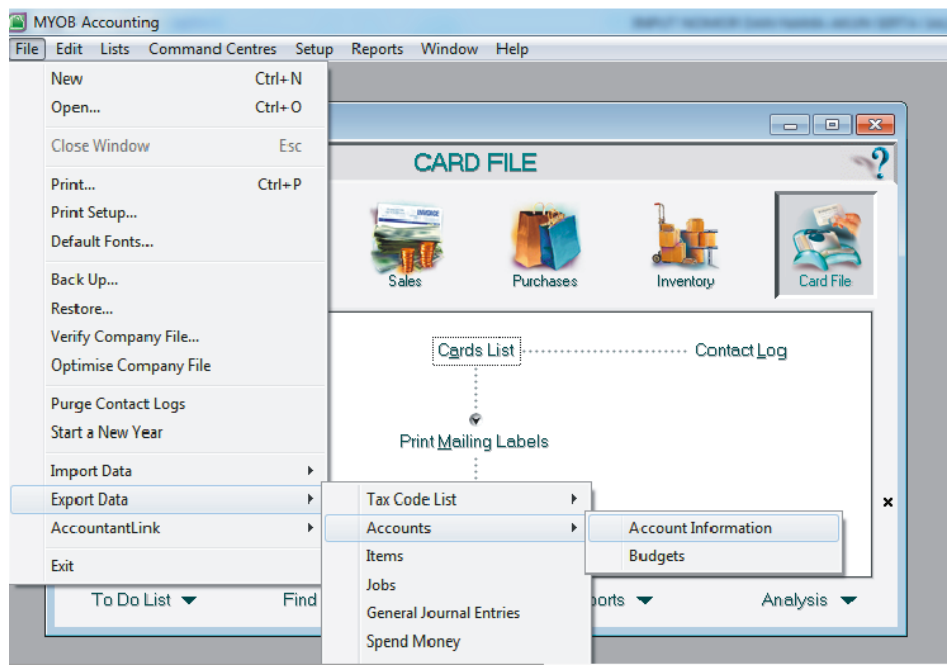 MYOB Accounting
File Edit Lists Command Centres Setup Reports Window Help
New Ctrl+N
Open... Ctrl+O
Close Window Esc
Print... Ctrl+P
Print Setup...
Default Fonts...
Back Up...
Restore...
Verify Company File...
Optimise Company File
Purge Contact Logs
Start a New Year
Import Data
Export Data
AccountantLink
Exit
CARD FILE
INVOICE
Sales Purchases Inventory Card File
Cards List Contact Log
Print Mailing Labels
Tax Code List
Accounts
Items
Jobs
General Journal Entries
Spend Money
Account Information
Budgets
To Do List Find ports Analysis